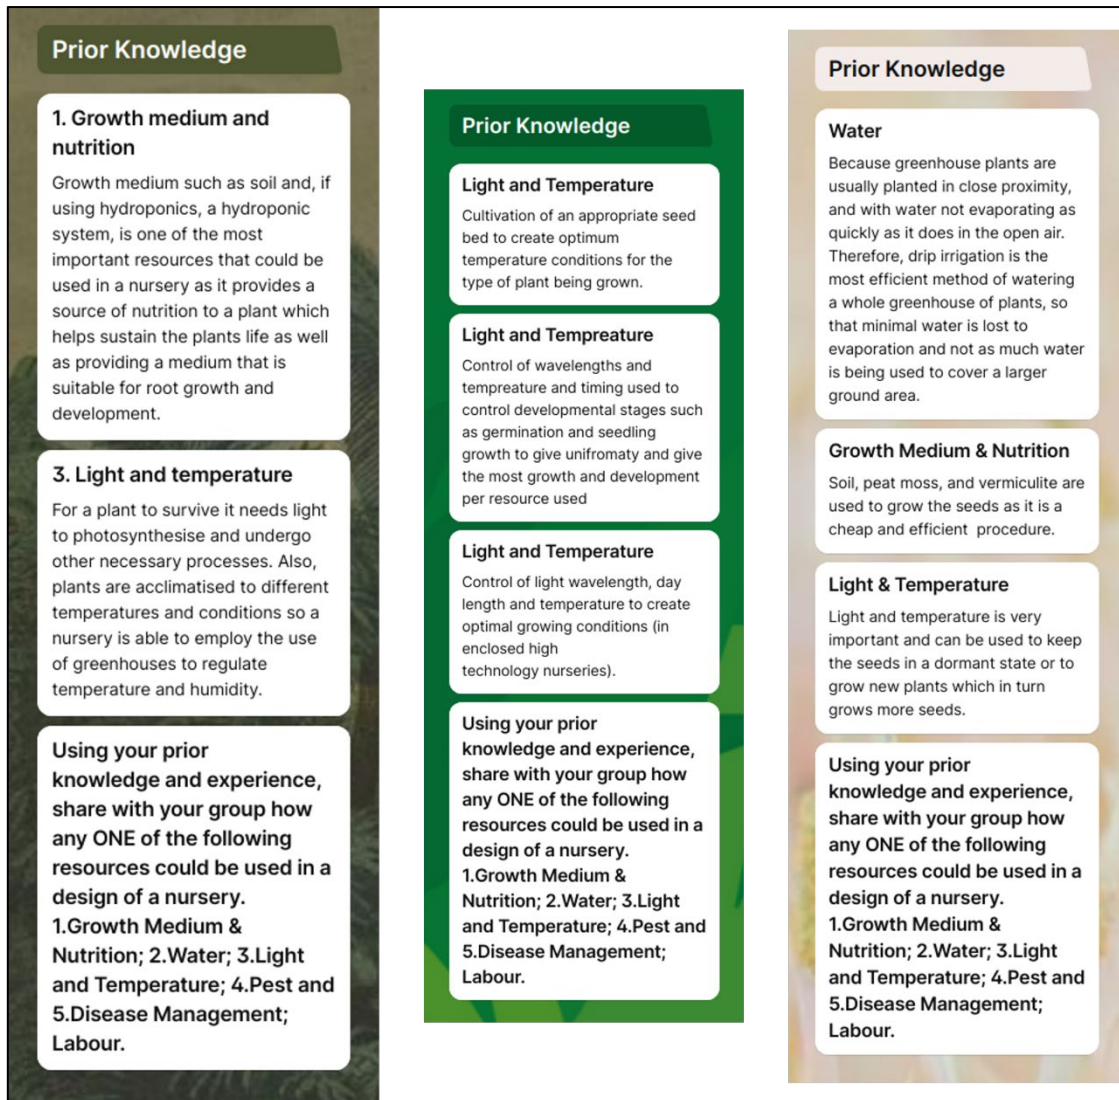 Prior Knowledge
1. Growth medium and
nutrition
Growth medium such as soil and, if
using hydroponics, a hydroponic
system, is one of the most
important resources that could be
used in a nursery as it provides a
source of nutrition to a plant which
helps sustain the plants life as well
as providing a medium that is
suitable for root growth and
development.
3. Light and temperature
For a plant to survive it needs light
to photosynthesise and undergo
other necessary processes. Also,
plants are acclimatised to different
temperatures and conditions so a
nursery is able to employ the use
of greenhouses to regulate
temperature and humidity.
Using your prior
knowledge and experience,
share with your group how
any ONE of the following
resources could be used in a
design of a nursery.
1.Growth Medium &
Nutrition; 2.Water; 3.Light
and Temperature; 4.Pest and
5.Disease Management;
Labour.
Prior Knowledge
Light and Temperature
Cultivation of an appropriate seed
bed to create optimum
temperature conditions for the
type of plant being grown.
Light and Tempreature
Control of wavelengths and
tempreature and timing used to
control developmental stages such
as germination and seedling
growth to give unifromaty and give
the most growth and development
per resource used
Light and Temperature
Control of light wavelength, day
length and temperature to create
optimal growing conditions (in
enclosed high
technology nurseries).
Using your prior
knowledge and experience,
share with your group how
any ONE of the following
resources could be used in a
design of a nursery.
1.Growth Medium &
Nutrition; 2.Water; 3.Light
and Temperature; 4.Pest and
5.Disease Management;
Labour.
Prior Knowledge
Water
Because greenhouse plants are
usually planted in close proximity,
and with water not evaporating as
quickly as it does in the open air.
Therefore, drip irrigation is the
most efficient method of watering
a whole greenhouse of plants, so
that minimal water is lost to
evaporation and not as much water
is being used to cover a larger
ground area.
Growth Medium & Nutrition
Soil, peat moss, and vermiculite are
used to grow the seeds as it is a
cheap and efficient procedure.
Light & Temperature
Light and temperature is very
important and can be used to keep
the seeds in a dormant state or to
grow new plants which in turn
grows more seeds.
Using your prior
knowledge and experience,
share with your group how
any ONE of the following
resources could be used in a
design of a nursery.
1.Growth Medium &
Nutrition; 2.Water; 3.Light
and Temperature; 4.Pest and
5.Disease Management;
Labour.